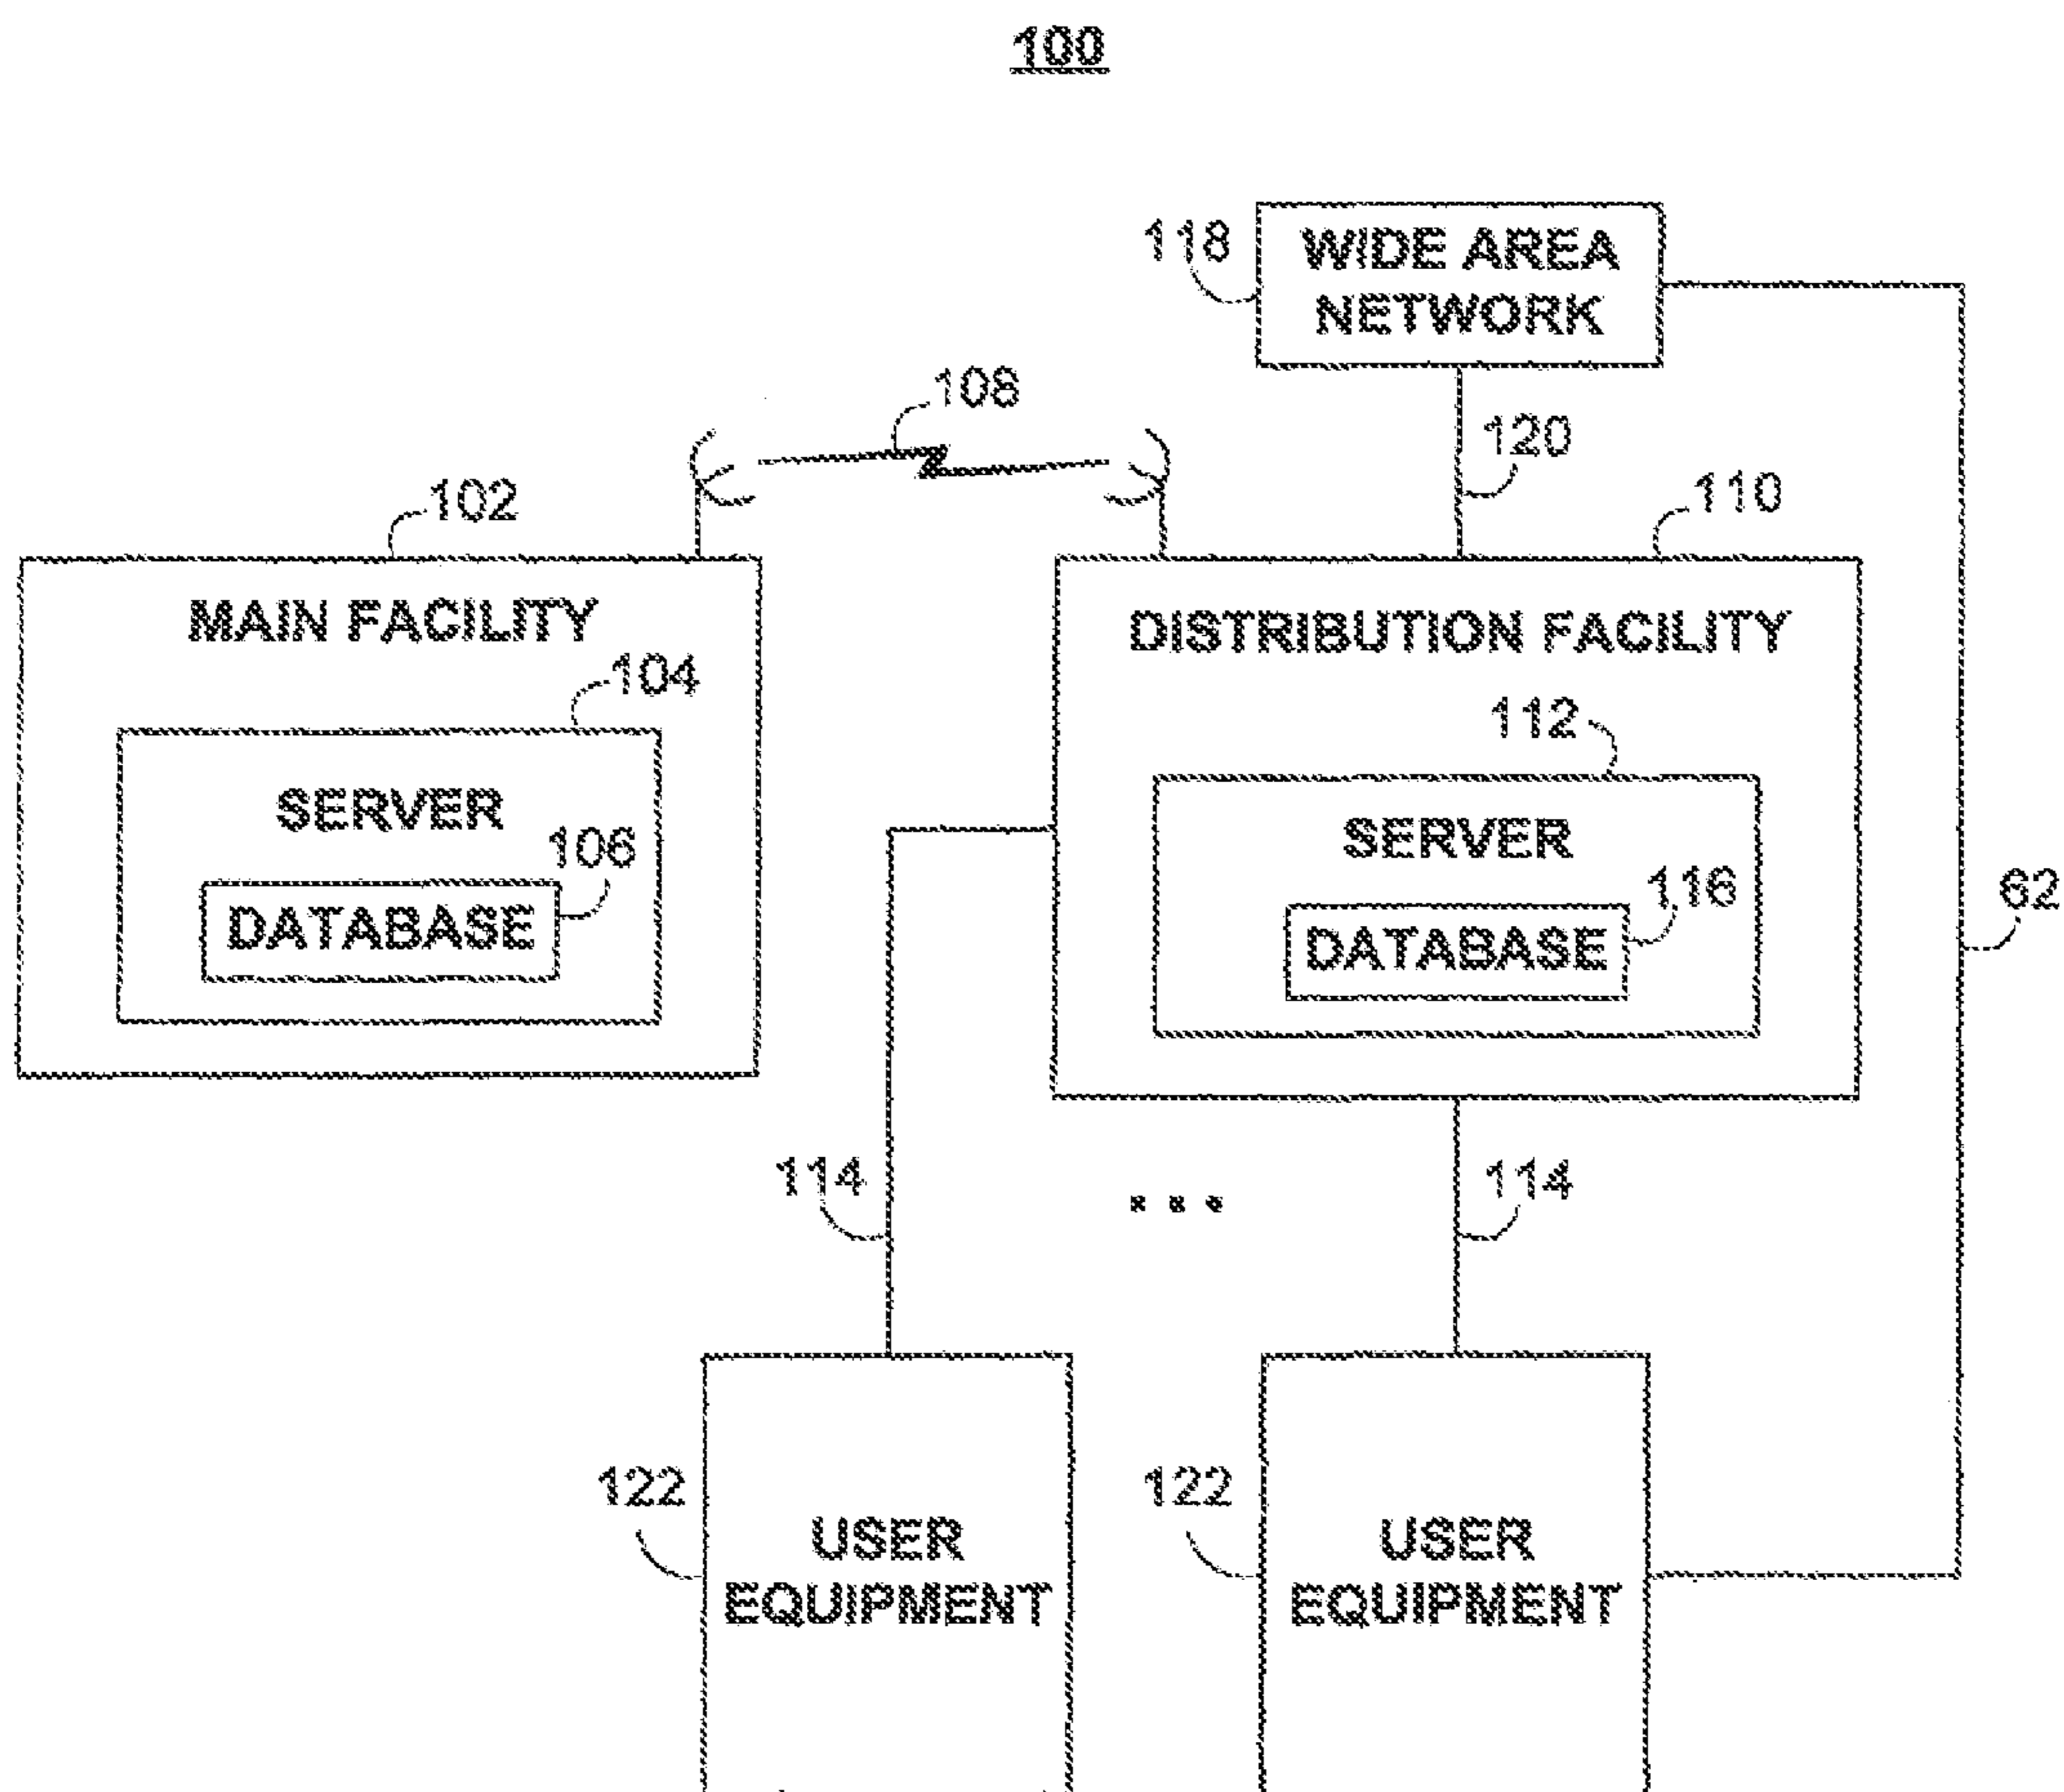 100
118
WIDE AREA
NETWORK
108
120
102
110
MAIN FACILITY
DISTRIBUTION FACILITY
104
112
SERVER
SERVER
106
116
DATABASE
DATABASE
62
114
114
...
122
122
USER
EQUIPMENT
USER
EQUIPMENT